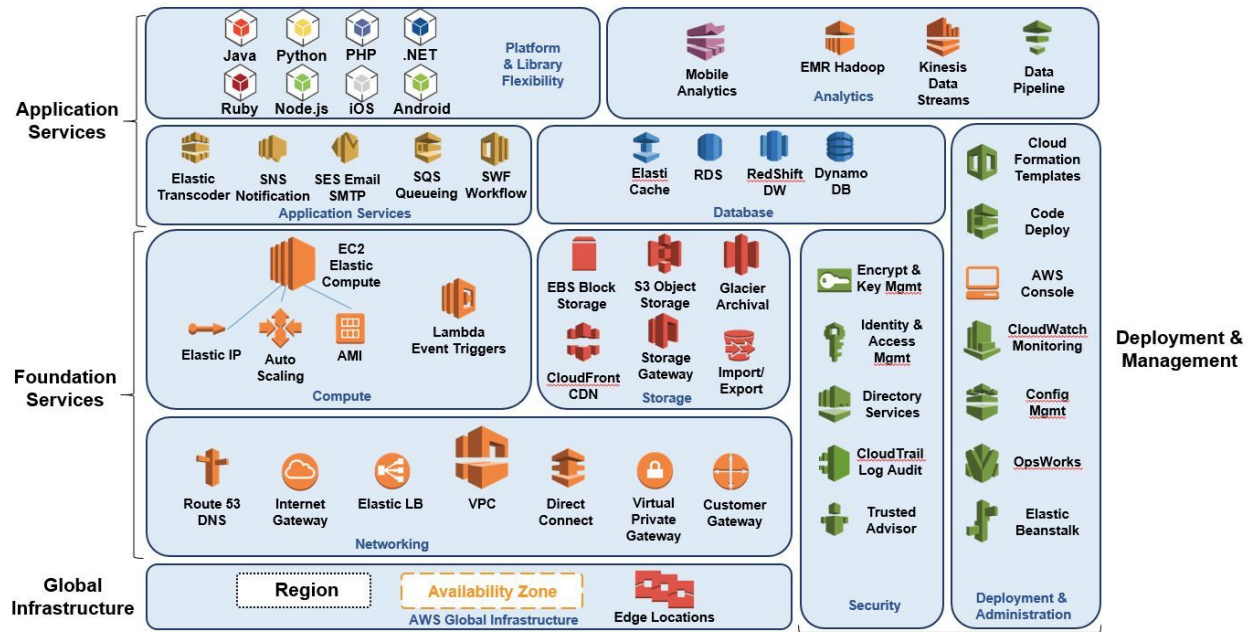 Application
Services
Java
Python
PHP
.NET
Ruby
Node.js
iOS
Android
Platform
& Library
Flexibility
Mobile
Analytics
EMR Hadoop
Kinesis
Data
Streams
Data
Pipeline
Analytics
Elastic
Transcoder
SNS
Notification
SES Email
SMTP
SQS
Queueing
SWF
Workflow
Application Services
Elasti
Cache
RDS
RedShift
DW
Dynamo
DB
Database
Foundation
Services
EC2
Elastic
Compute
Elastic IP
Auto
Scaling
AMI
Lambda
Event Triggers
Compute
EBS Block
Storage
S3 Object
Storage
Glacier
Archival
CloudFront
CDN
Storage
Gateway
Import/
Export
Storage
Route 53
DNS
Internet
Gateway
Elastic LB
VPC
Direct
Connect
Virtual
Private
Gateway
Customer
Gateway
Networking
Global
Infrastructure
Region
Availability Zone
Edge Locations
AWS Global Infrastructure
Encrypt &
Key Mgmt
Identity &
Access
Mgmt
Directory
Services
CloudTrail
Log Audit
Trusted
Advisor
Security
Cloud
Formation
Templates
Code
Deploy
AWS
Console
CloudWatch
Monitoring
Config
Mgmt
OpsWorks
Elastic
Beanstalk
Deployment &
Administration
Deployment &
Management